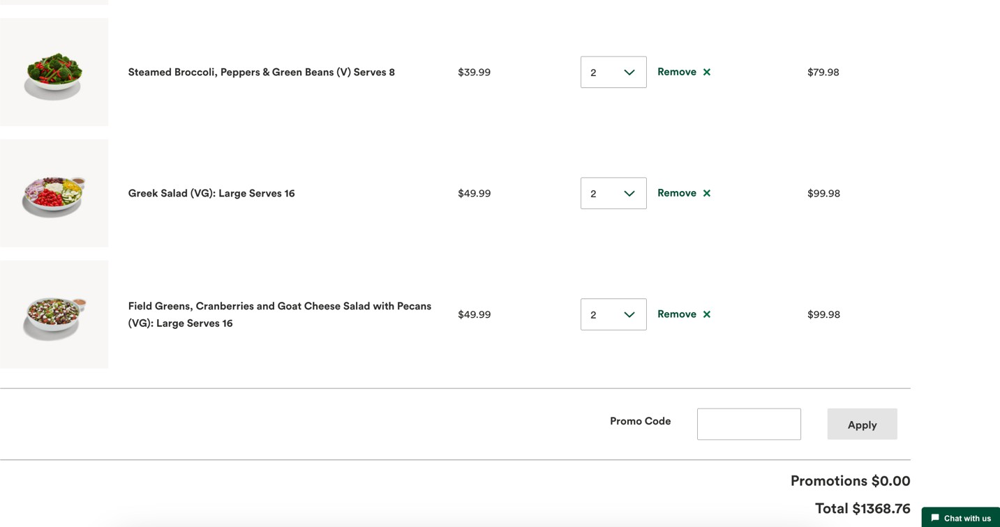 Steamed Broccoli, Peppers & Green Beans (V) Serves 8 $39.99 2 Remove $79.98
Greek Salad (VG): Large Serves 16 $49.99 2 Remove $99.98
Field Greens, Cranberries and Goat Cheese Salad with Pecans
(VG): Large Serves 16 $49.99 2 Remove $99.98
Promo Code Apply
Promotions $0.00
Total $1368.76
Chat with us